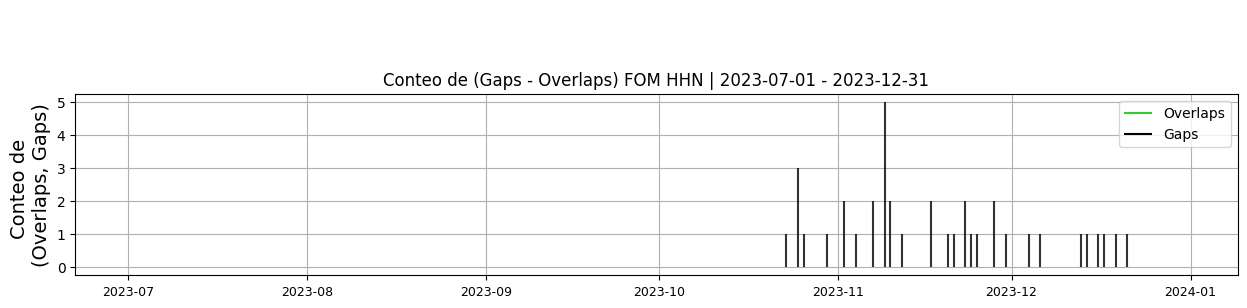 Conteo de (Gaps - Overlaps) FOM HHN | 2023-07-01 - 2023-12-31
Conteo de
(Overlaps, Gaps)
5
4
3
2
1
0
Overlaps
Gaps
2023-07
2023-08
2023-09
2023-10
2023-11
2023-12
2024-01